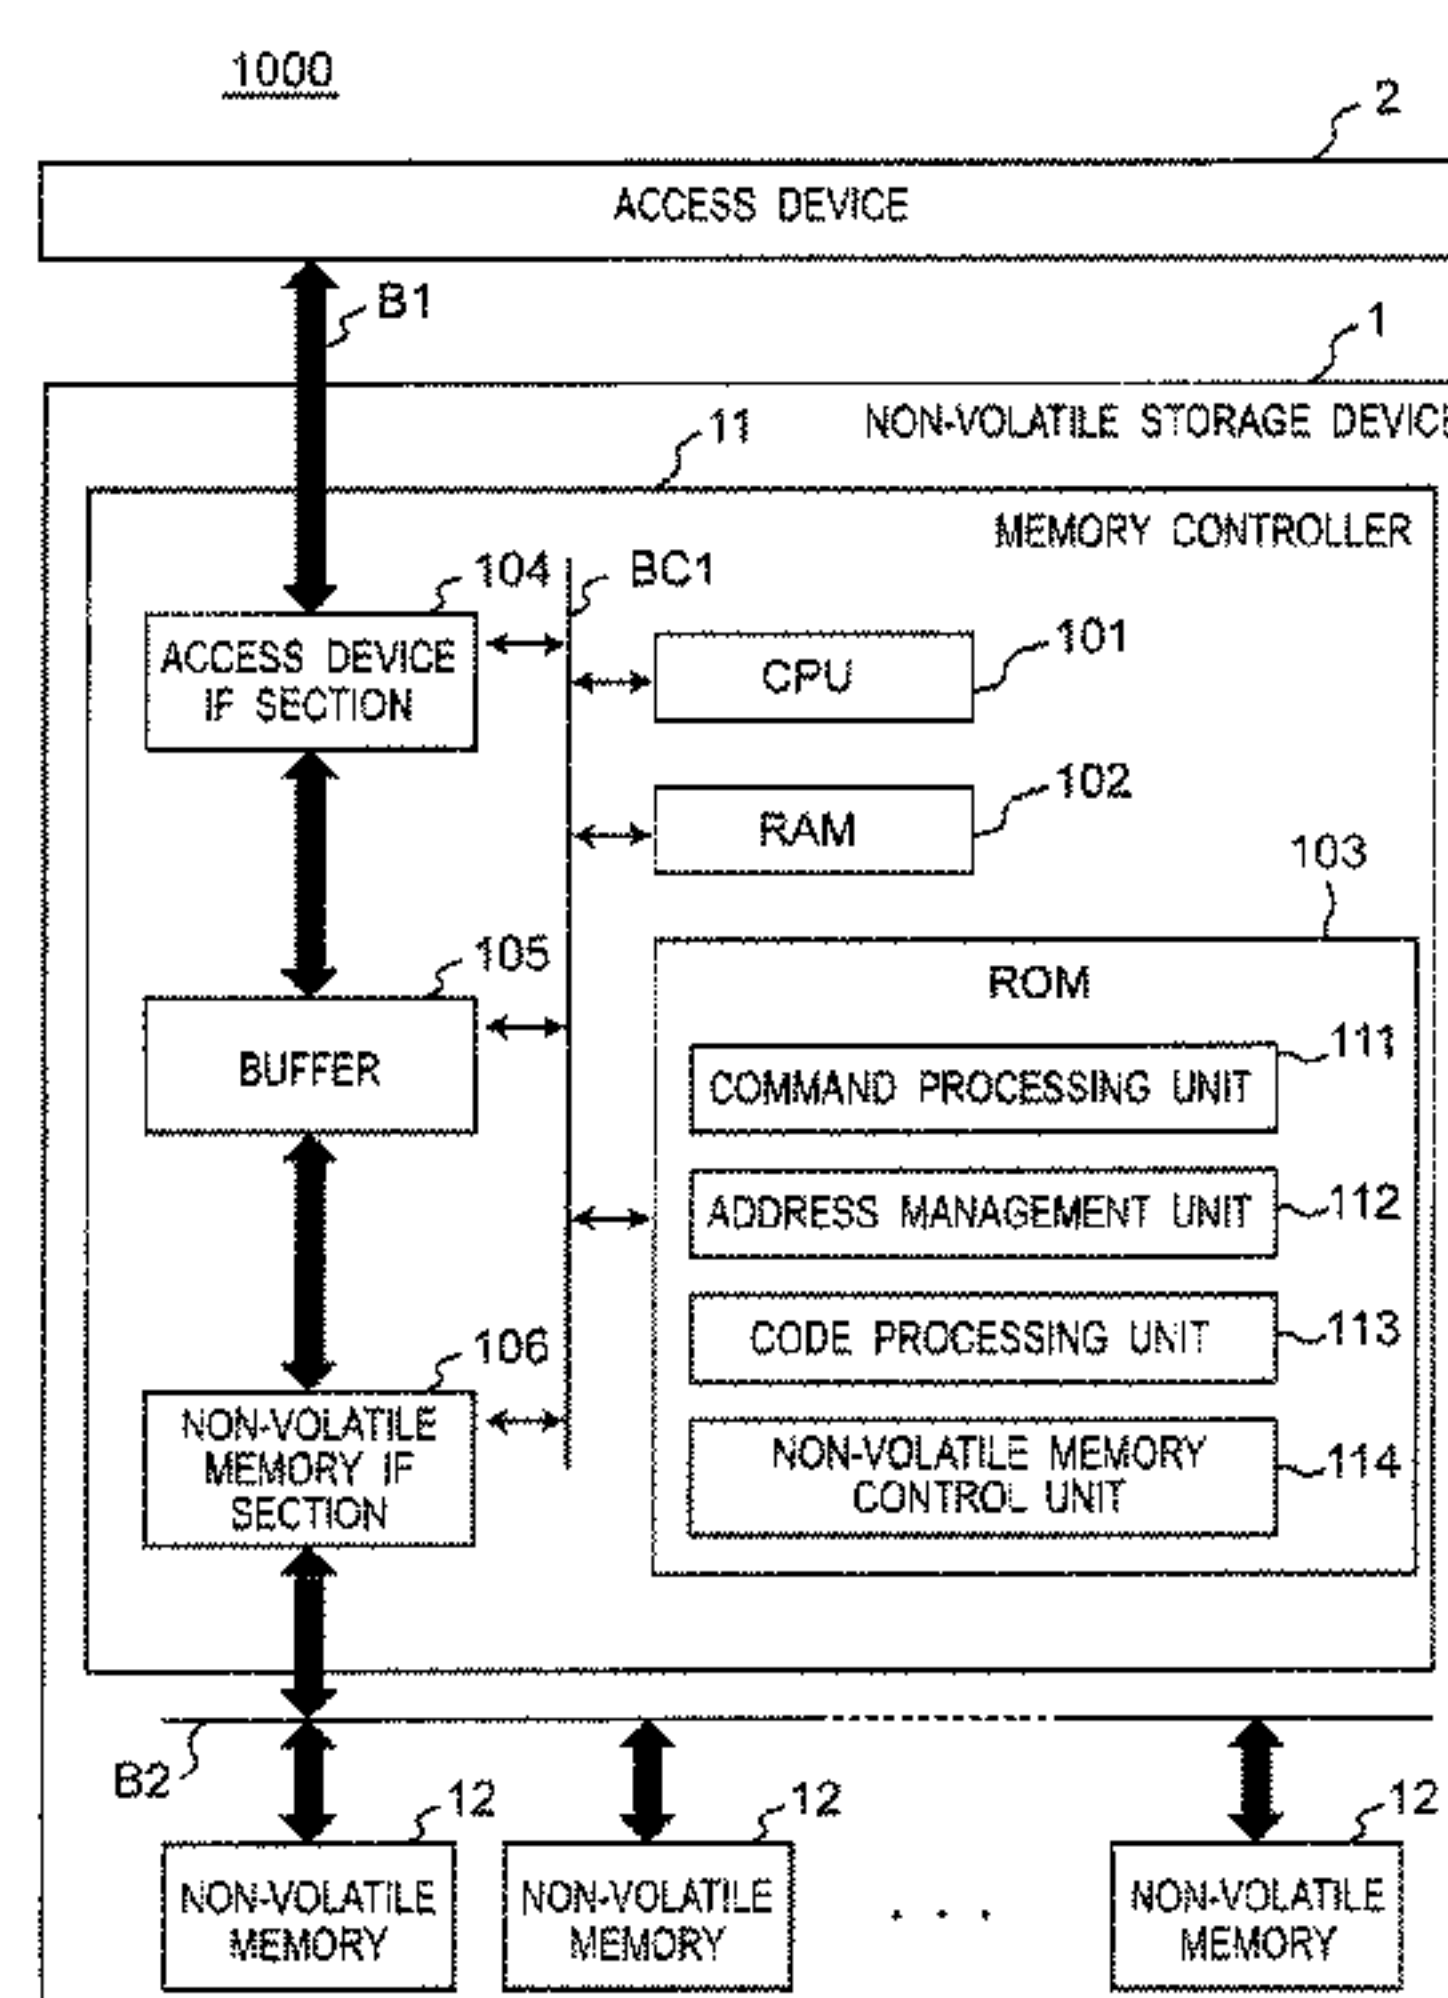 1000
2
ACCESS DEVICE
B1
1
NON-VOLATILE STORAGE DEVICE
11
MEMORY CONTROLLER
104
BC1
101
ACCESS DEVICE
IF SECTION
CPU
102
RAM
103
105
ROM
111
BUFFER
COMMAND PROCESSING UNIT
112
ADDRESS MANAGEMENT UNIT
113
CODE PROCESSING UNIT
106
NON-VOLATILE
MEMORY IF
SECTION
114
NON-VOLATILE MEMORY
CONTROL UNIT
B2
12
12
12
NON-VOLATILE
MEMORY
NON-VOLATILE
MEMORY
. . .
NON-VOLATILE
MEMORY